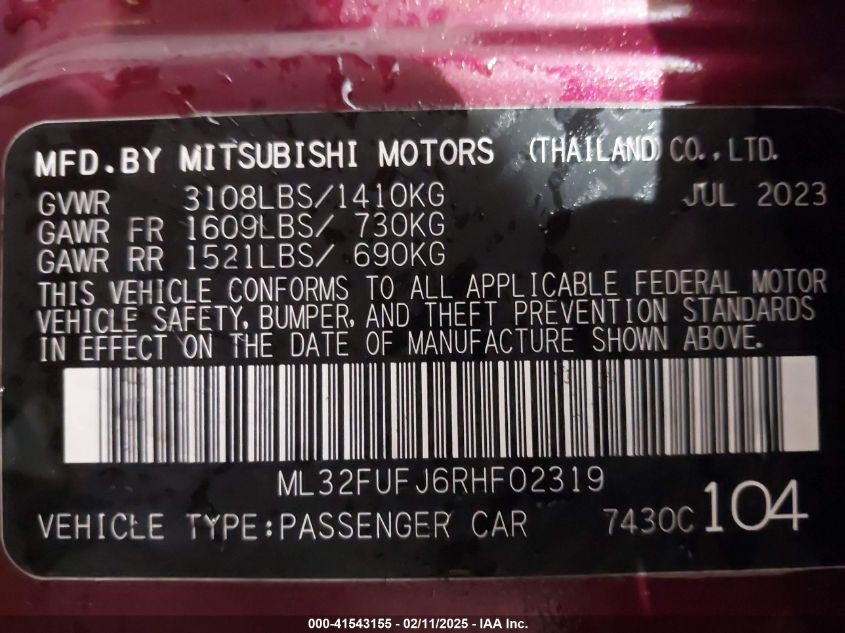 MFD.BY MITSUBISHI MOTORS (THAILAND) CO.,LTD.
GVWR 3108LBS/1410KG JUL 2023
GAWR FR 1609LBS/ 730KG
GAWR RR 1521LBS/ 690KG
THIS VEHICLE CONFORMS TO ALL APPLICABLE FEDERAL MOTOR
VEHICLE SAFETY, BUMPER, AND THEFT PREVENTION STANDARDS
IN EFFECT ON THE DATE OF MANUFACTURE SHOWN ABOVE.
ML32FUFJ6RHF02319
VEHICLE TYPE:PASSENGER CAR 7430C 104
000-41543155 - 02/11/2025 - IAA Inc.